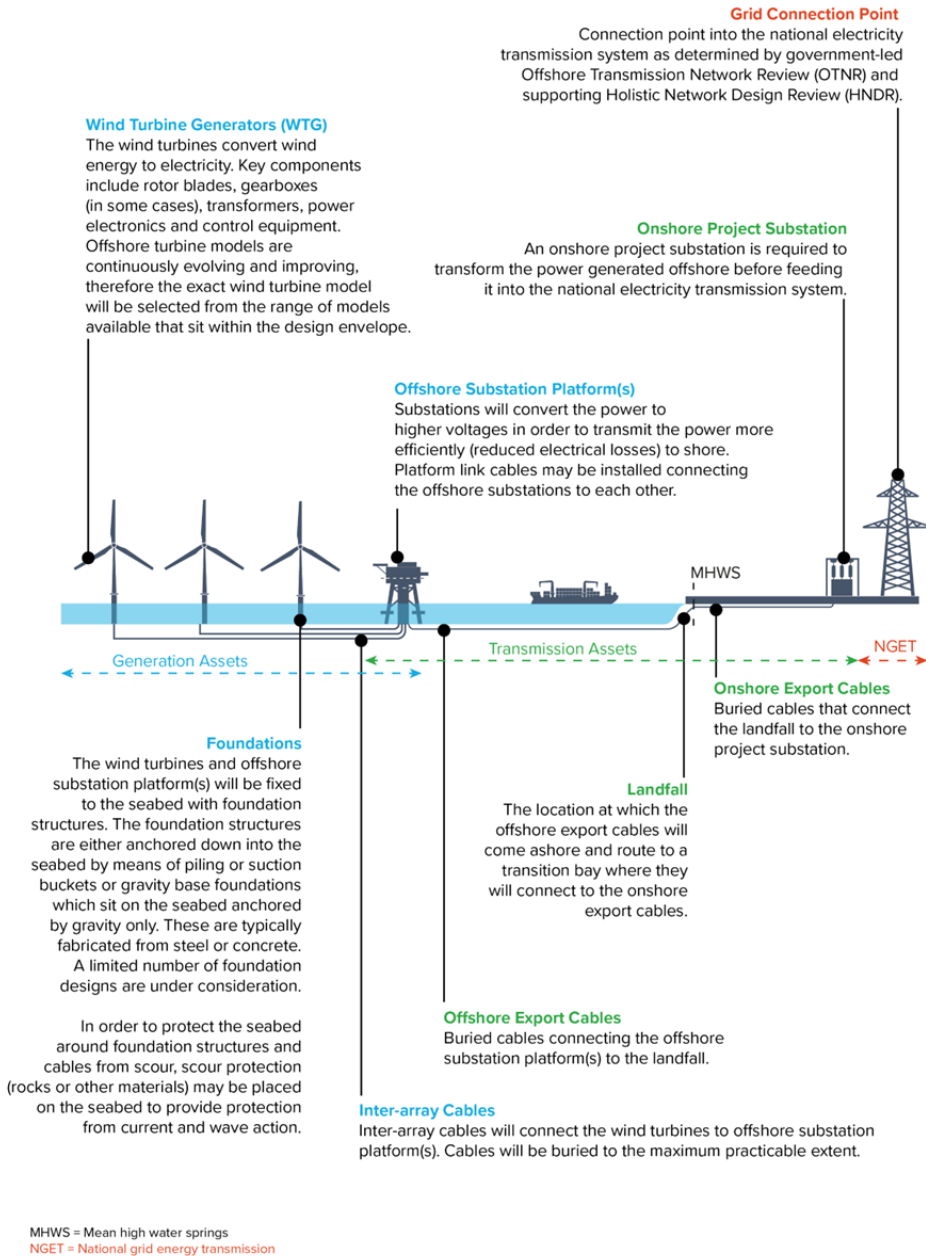 Grid Connection Point
Connection point into the national electricity
transmission system as determined by government-led
Offshore Transmission Network Review (OTNR) and
supporting Holistic Network Design Review (HNDR).
Wind Turbine Generators (WTG)
The wind turbines convert wind
energy to electricity. Key components
include rotor blades, gearboxes
(in some cases), transformers, power
electronics and control equipment.
Offshore turbine models are
continuously evolving and improving,
therefore the exact wind turbine model
will be selected from the range of models
available that sit within the design envelope.
Onshore Project Substation
An onshore project substation is required to
transform the power generated offshore before feeding
it into the national electricity transmission system.
Offshore Substation Platform(s)
Substations will convert the power to
higher voltages in order to transmit the power more
efficiently (reduced electrical losses) to shore.
Platform link cables may be installed connecting
the offshore substations to each other.
MHWS
Generation Assets
Transmission Assets
NGET
Onshore Export Cables
Buried cables that connect
the landfall to the onshore
project substation.
Foundations
The wind turbines and offshore
substation platform(s) will be fixed
to the seabed with foundation
structures. The foundation structures
are either anchored down into the
seabed by means of piling or suction
buckets or gravity base foundations
which sit on the seabed anchored
by gravity only. These are typically
fabricated from steel or concrete.
A limited number of foundation
designs are under consideration.
In order to protect the seabed
around foundation structures and
cables from scour, scour protection
(rocks or other materials) may be placed
on the seabed to provide protection
from current and wave action.
Landfall
The location at which the
offshore export cables will
come ashore and route to a
transition bay where they
will connect to the onshore
export cables.
Offshore Export Cables
Buried cables connecting the offshore
substation platform(s) to the landfall.
Inter-array Cables
Inter-array cables will connect the wind turbines to offshore substation
platform(s). Cables will be buried to the maximum practicable extent.
MHWS = Mean high water springs
NGET = National grid energy transmission